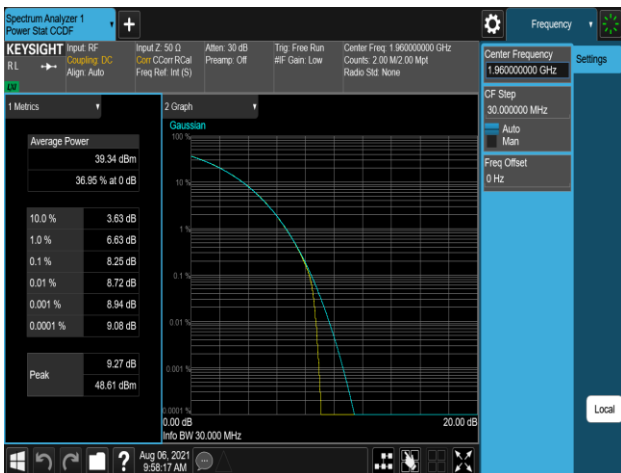 Spectrum Analyzer 1
Power Stat CCDF
+
Frequency
KEYSIGHT
RL
LXI
Input: RF
Coupling: DC
Align: Auto
Input Z: 50 Ω
Corr CCorr RCal
Freq Ref: Int (S)
Atten: 30 dB
Preamp: Off
Trig: Free Run
#IF Gain: Low
Center Freq: 1.960000000 GHz
Counts: 2.00 M/2.00 Mpt
Radio Std: None
Center Frequency
1.960000000 GHz
Settings
CF Step
30.000000 MHz
Auto
Man
Freq Offset
0 Hz
1 Metrics
Average Power
39.34 dBm
36.95 % at 0 dB
10.0 % 3.63 dB
1.0 % 6.63 dB
0.1 % 8.25 dB
0.01 % 8.72 dB
0.001 % 8.94 dB
0.0001 % 9.08 dB
Peak
9.27 dB
48.61 dBm
2 Graph
Gaussian
100 %
10 %
1 %
0.1 %
0.01 %
0.001 %
0.0001 %
0.00 dB 20.00 dB
Info BW 30.000 MHz
Local
? Aug 06, 2021
9:58:17 AM